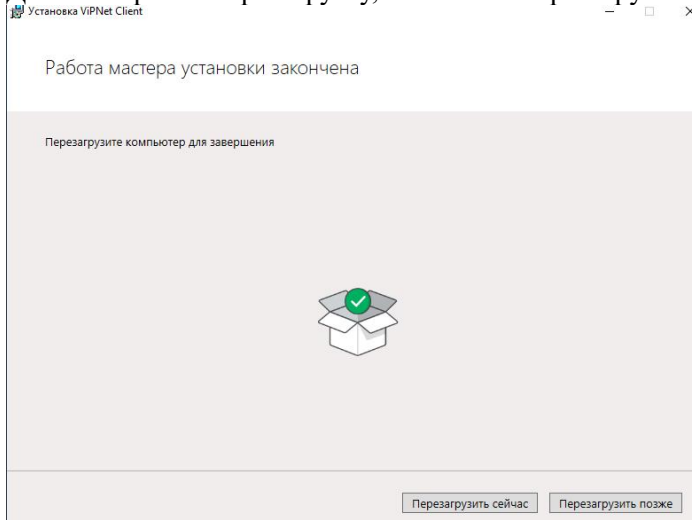 Установка ViPNet Client
Работа мастера установки закончена
Перезагрузите компьютер для завершения
Перезагрузить сейчас
Перезагрузить позже